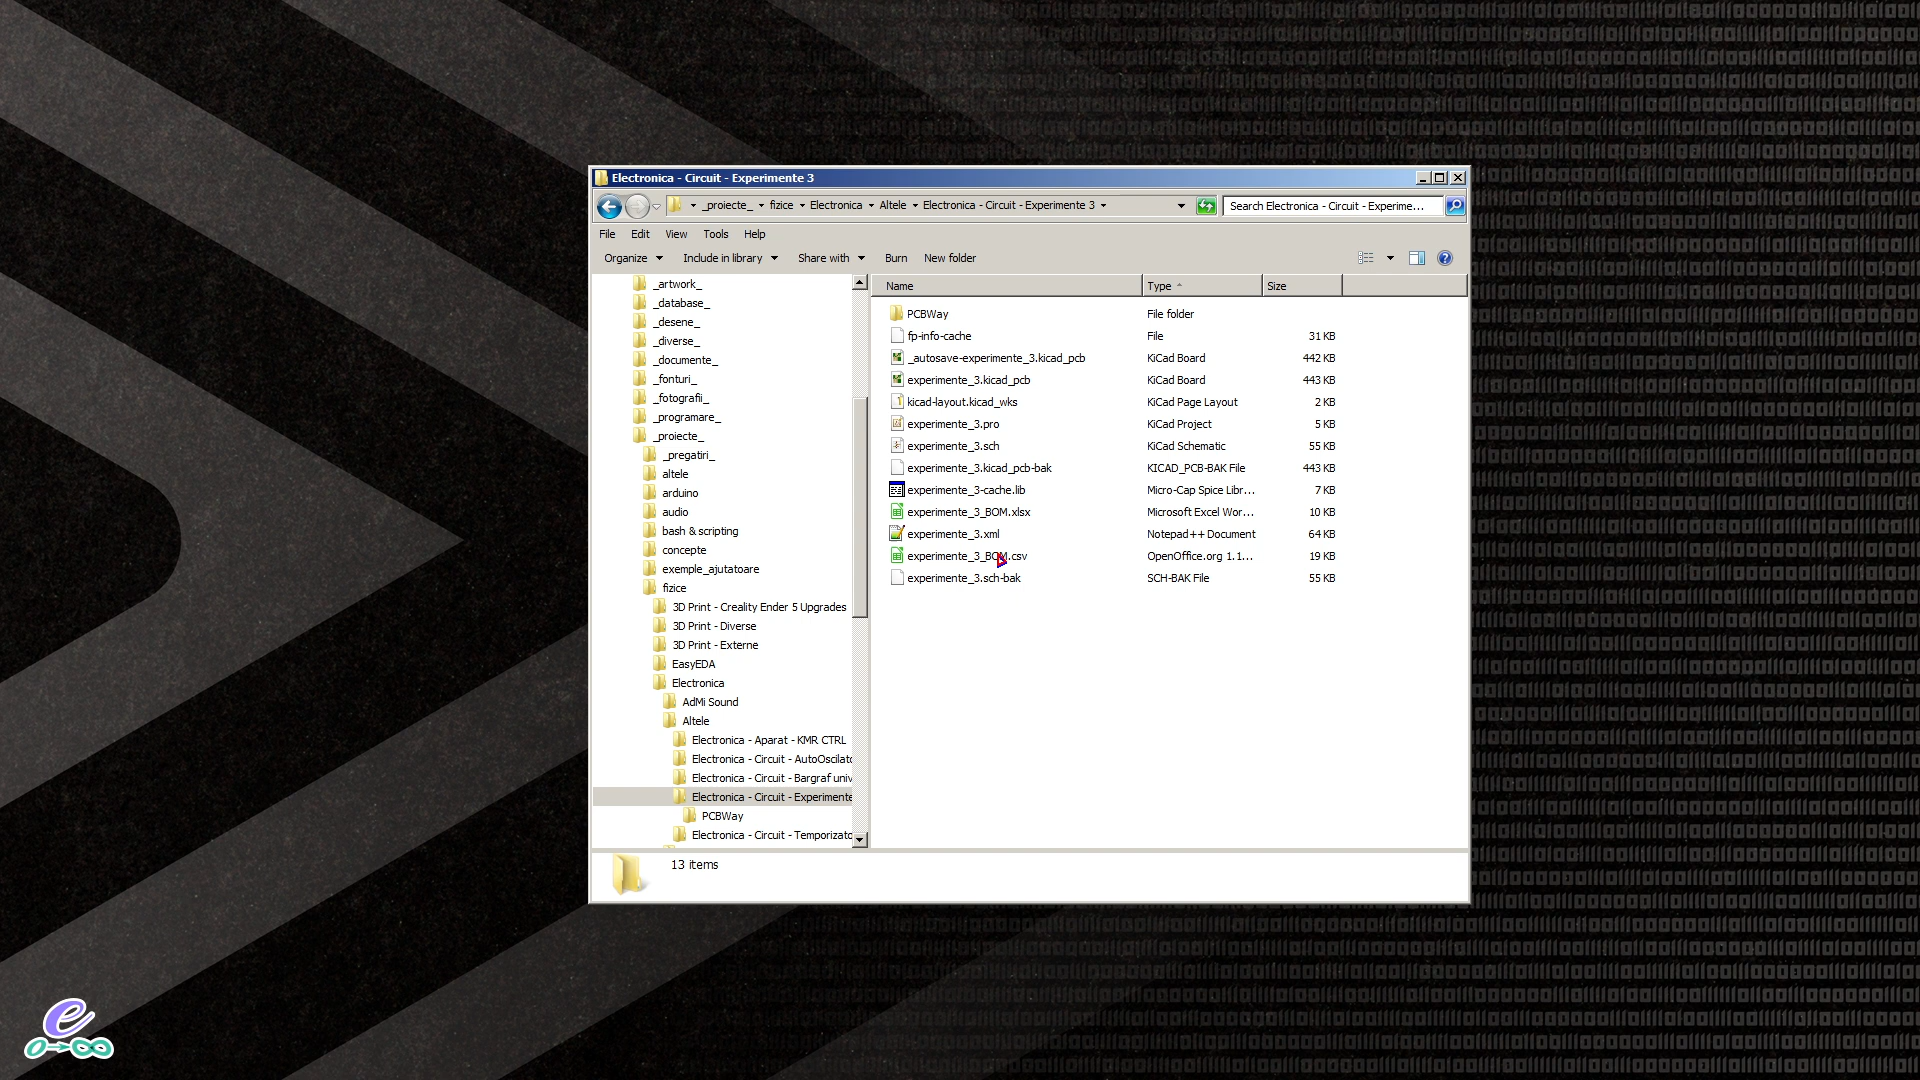 Electronica - Circuit - Experimente 3
_proiecte_ fizice Electronica Altele Electronica - Circuit - Experimente 3
Search Electronica - Circuit - Experime...
File Edit View Tools Help
Organize Include in library Share with Burn New folder
_artwork_
_database_
_desene_
_diverse_
_documente_
_fonturi_
_fotografii_
_programare_
_proiecte_
_pregatiri_
altele
arduino
audio
bash & scripting
concepte
exemple_ajutatoare
fizice
3D Print - Creality Ender 5 Upgrades
3D Print - Diverse
3D Print - Externe
EasyEDA
Electronica
AdMi Sound
Altele
Electronica - Aparat - KMR CTRL
Electronica - Circuit - AutoOscilato
Electronica - Circuit - Bargraf univ
Electronica - Circuit - Experimente
PCBWay
Electronica - Circuit - Temporizato
Name Type Size
PCBWay File folder
fp-info-cache File 31 KB
_autosave-experimente_3.kicad_pcb KiCad Board 442 KB
experimente_3.kicad_pcb KiCad Board 443 KB
kicad-layout.kicad_wks KiCad Page Layout 2 KB
experimente_3.pro KiCad Project 5 KB
experimente_3.sch KiCad Schematic 55 KB
experimente_3.kicad_pcb-bak KICAD_PCB-BAK File 443 KB
experimente_3-cache.lib Micro-Cap Spice Libr... 7 KB
experimente_3_BOM.xlsx Microsoft Excel Wor... 10 KB
experimente_3.xml Notepad++ Document 64 KB
experimente_3_BOM.csv OpenOffice.org 1.1... 19 KB
experimente_3.sch-bak SCH-BAK File 55 KB
13 items
e
0→∞